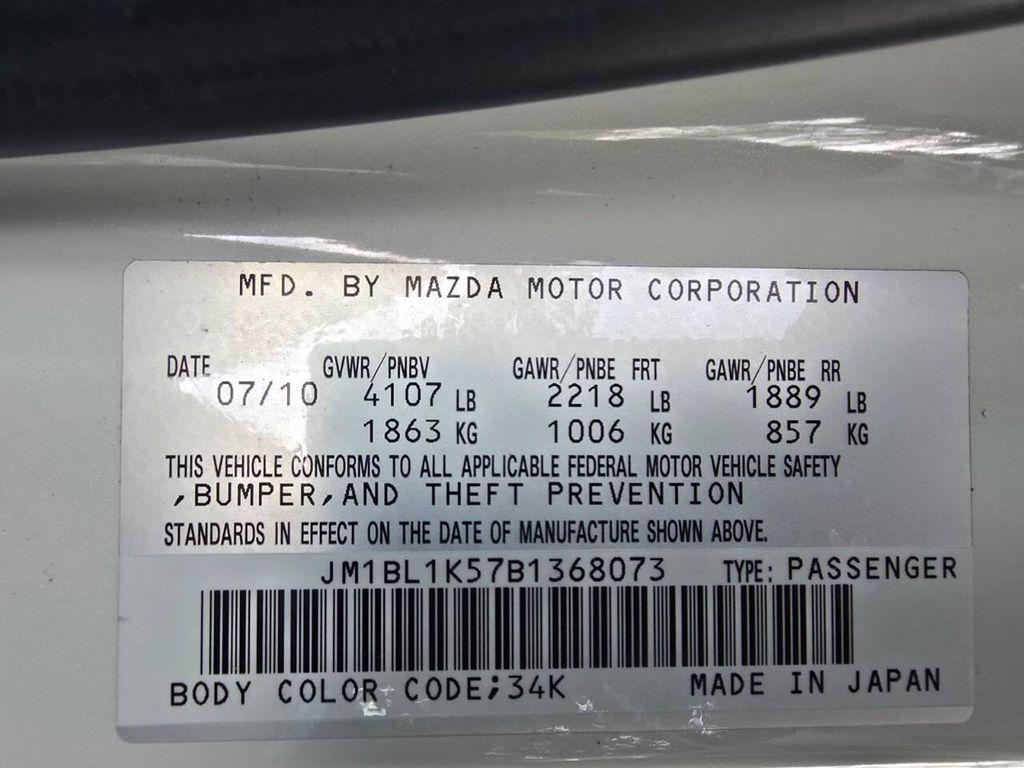 MFD. BY MAZDA MOTOR CORPORATION
DATE GVWR/PNBV GAWR/PNBE FRT GAWR/PNBE RR
07/10 4107 LB 2218 LB 1889 LB
1863 KG 1006 KG 857 KG
THIS VEHICLE CONFORMS TO ALL APPLICABLE FEDERAL MOTOR VEHICLE SAFETY
,BUMPER,AND THEFT PREVENTION
STANDARDS IN EFFECT ON THE DATE OF MANUFACTURE SHOWN ABOVE.
JM1BL1K57B1368073 TYPE: PASSENGER
BODY COLOR CODE;34K MADE IN JAPAN